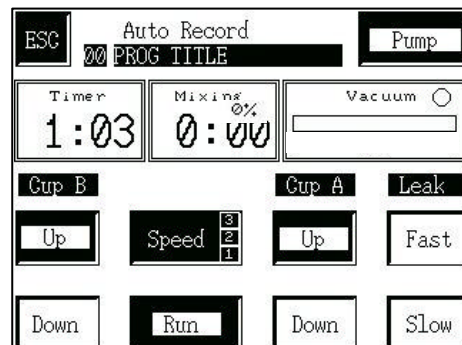 ESC
Auto Record
Pump
00 PROG TITLE
Timer
Mixing
Vacuum
0%
1:03
0:00
Cup B
Cup A
Leak
Up
Speed
3
2
1
Up
Fast
Down
Run
Down
Slow